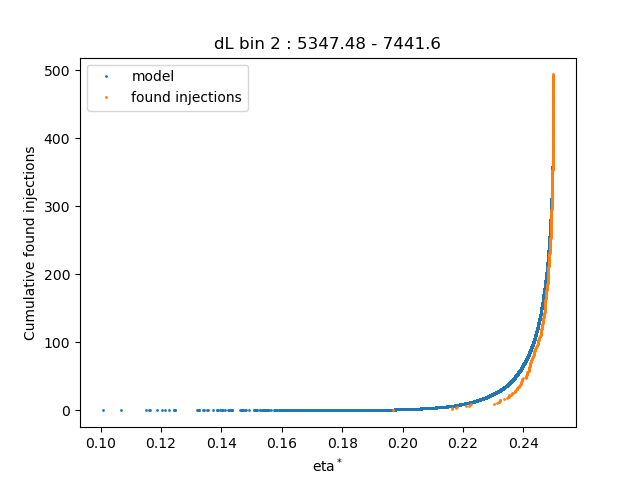 dL bin 2 : 5347.48 - 7441.6
model
found injections
Cumulative found injections
500
400
300
200
100
0
0.10 0.12 0.14 0.16 0.18 0.20 0.22 0.24
eta*